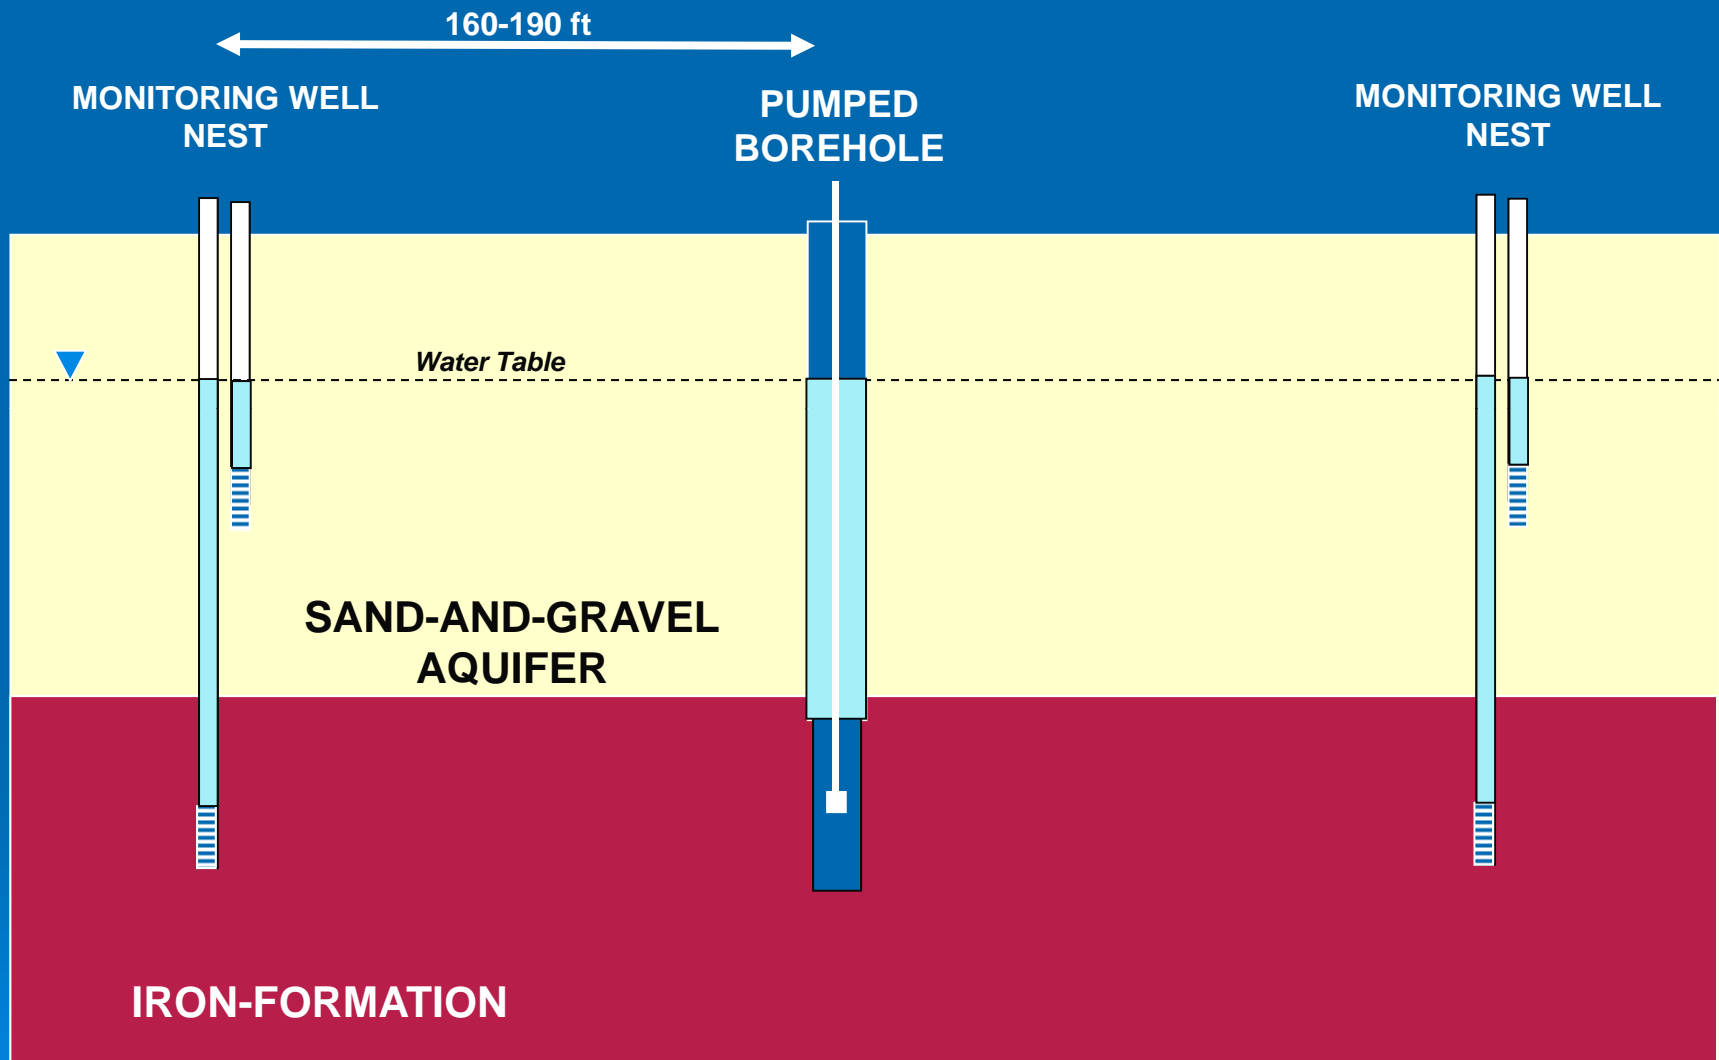 160-190 ft
MONITORING WELL
NEST
PUMPED
BOREHOLE
MONITORING WELL
NEST
Water Table
SAND-AND-GRAVEL
AQUIFER
IRON-FORMATION